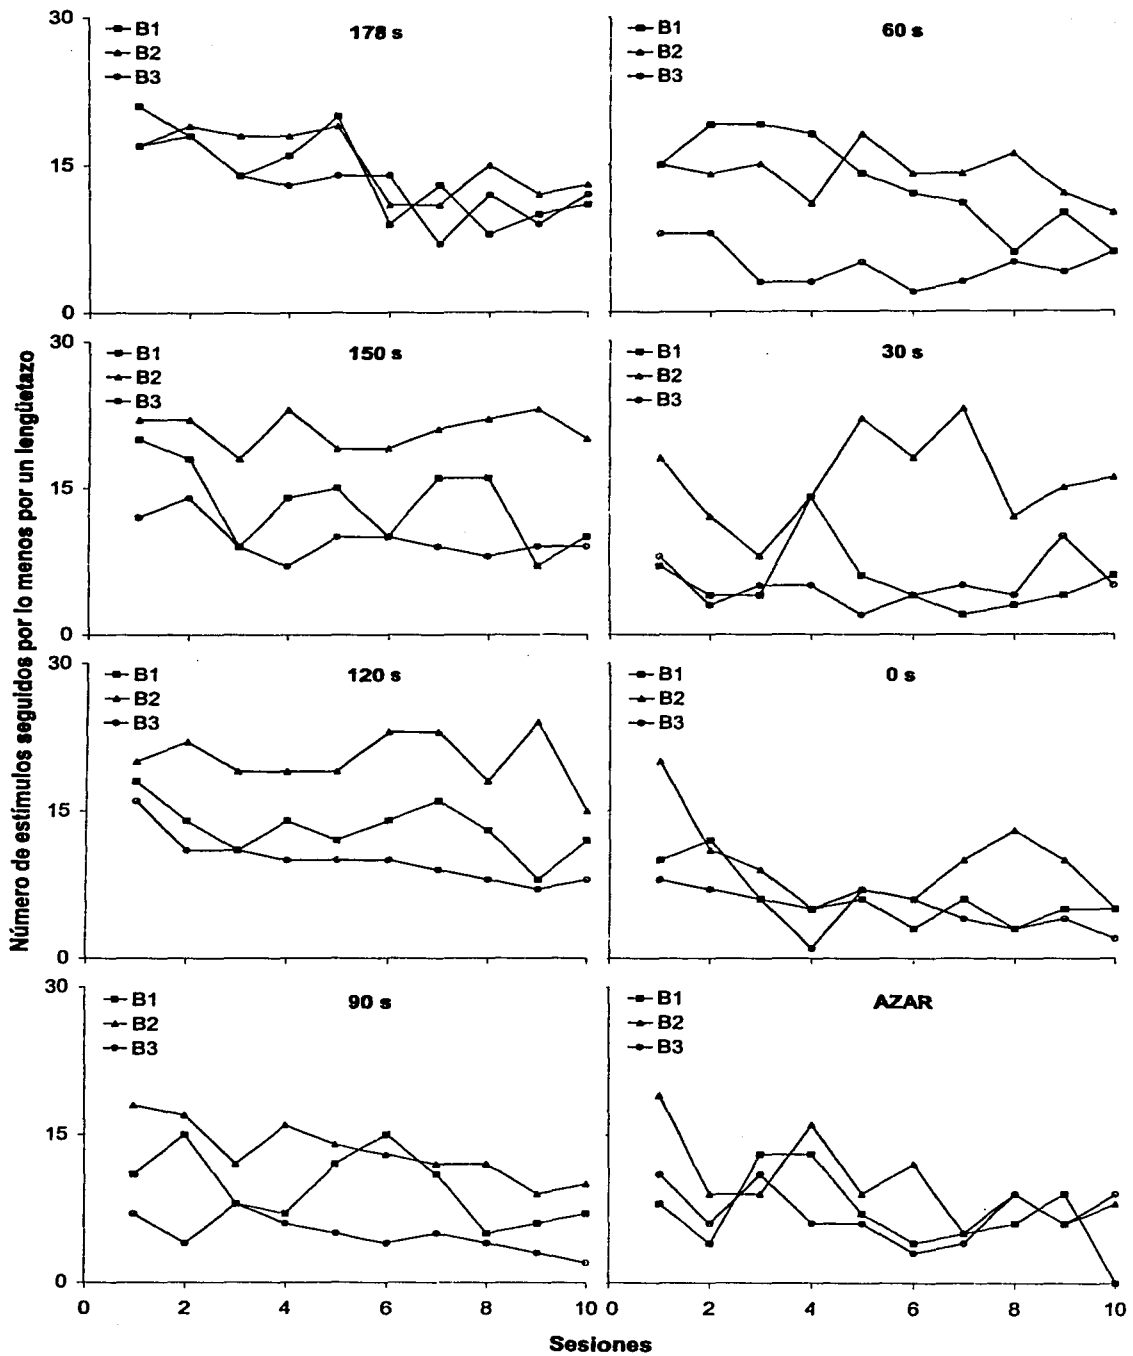 Número de estímulos seguidos por lo menos por un lengüetazo
30
15
0
B1
B2
B3
178 s
B1
B2
B3
60 s
30
15
0
B1
B2
B3
150 s
B1
B2
B3
30 s
30
15
0
B1
B2
B3
120 s
B1
B2
B3
0 s
30
15
0
B1
B2
B3
90 s
B1
B2
B3
AZAR
0 2 4 6 8 10 0 2 4 6 8 10
Sesiones